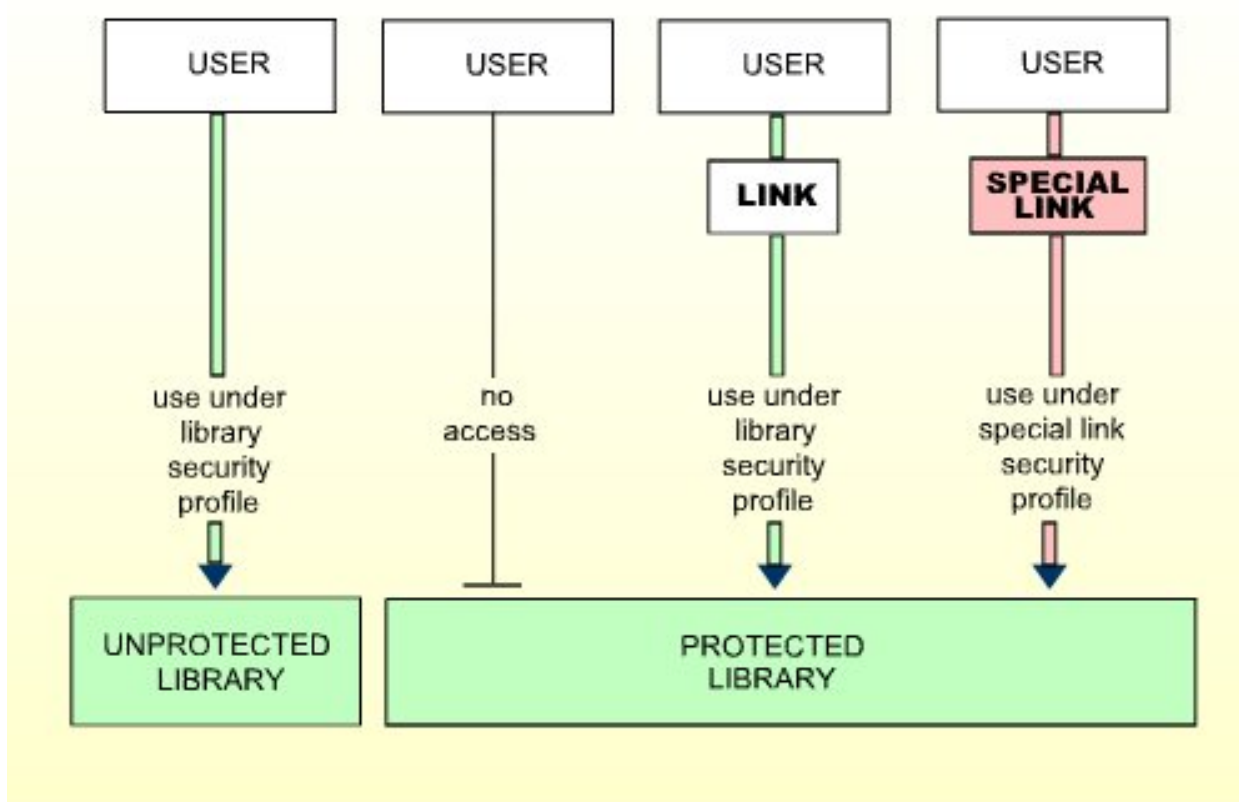 USER
USER
USER
USER
LINK
SPECIAL
LINK
use under
library
security
profile
no
access
use under
library
security
profile
use under
special link
security
profile
UNPROTECTED
LIBRARY
PROTECTED
LIBRARY